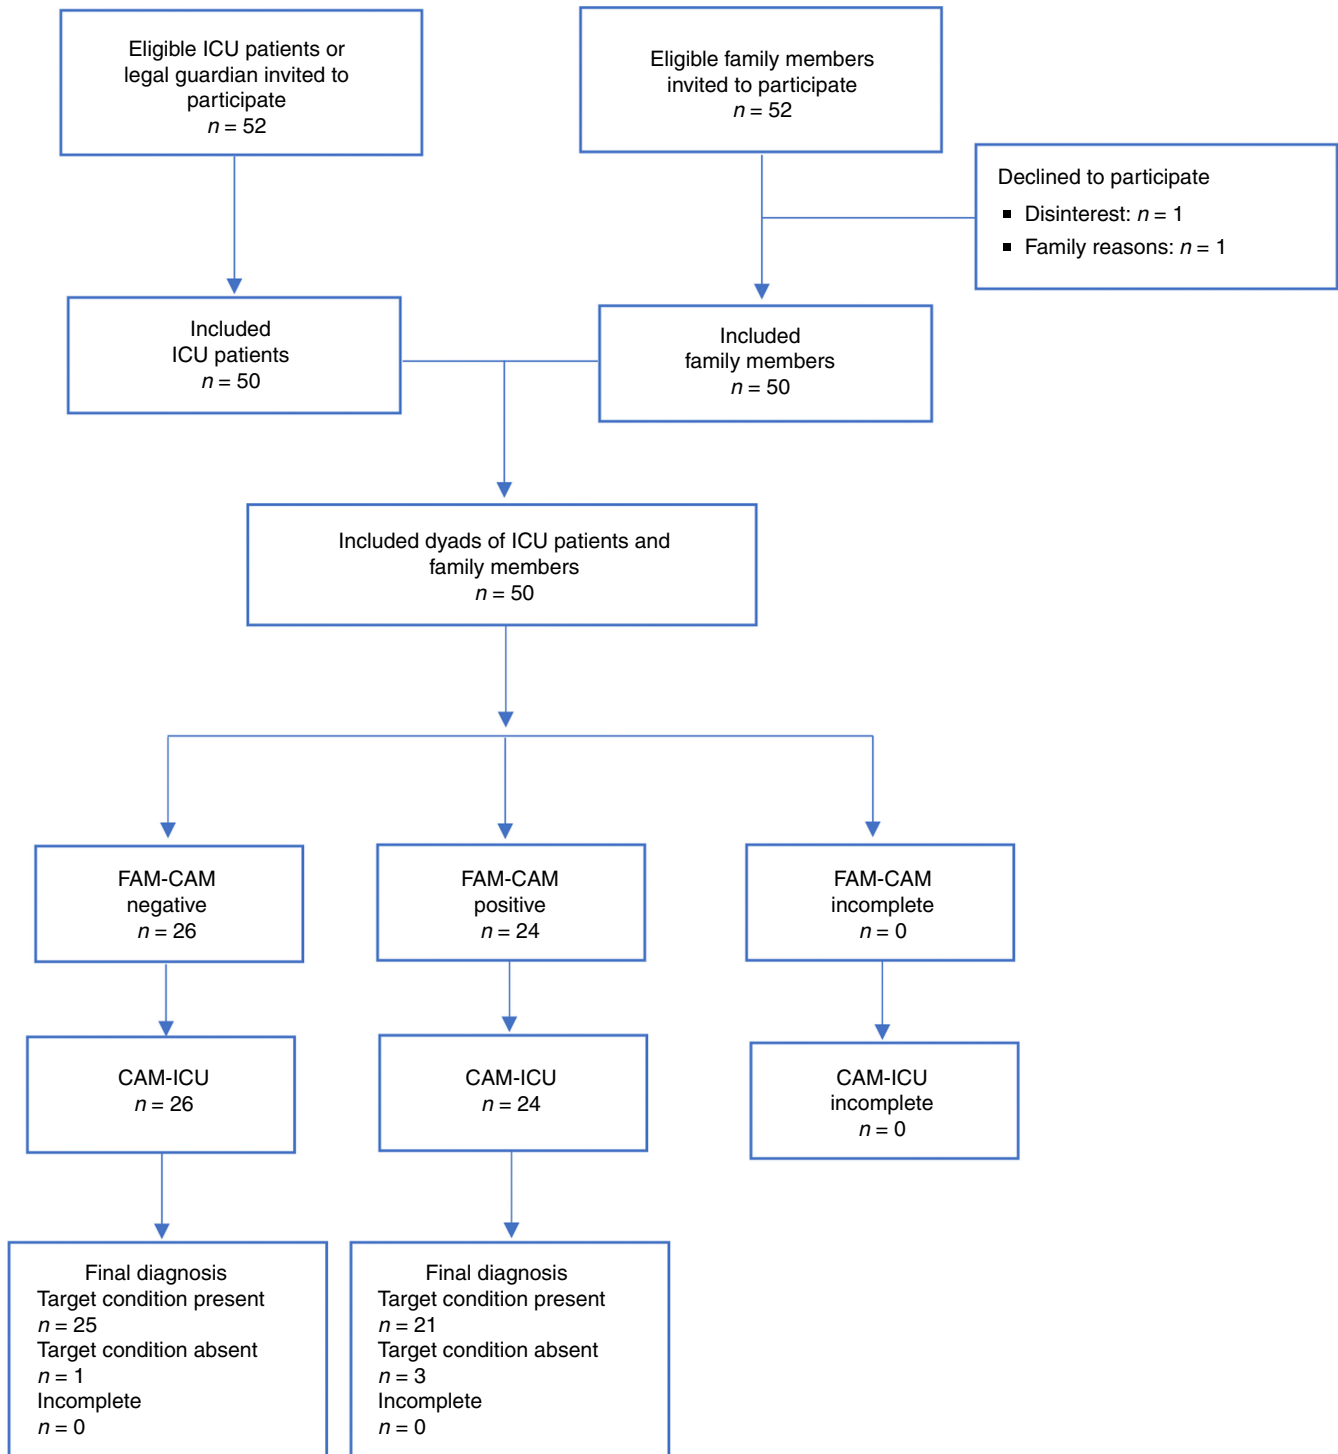 Eligible ICU patients or
legal guardian invited to
participate
n = 52
Eligible family members
invited to participate
n = 52
Declined to participate
▪ Disinterest: n = 1
▪ Family reasons: n = 1
Included
ICU patients
n = 50
Included
family members
n = 50
Included dyads of ICU patients and
family members
n = 50
FAM-CAM
negative
n = 26
FAM-CAM
positive
n = 24
FAM-CAM
incomplete
n = 0
CAM-ICU
n = 26
CAM-ICU
n = 24
CAM-ICU
incomplete
n = 0
Final diagnosis
Target condition present
n = 25
Target condition absent
n = 1
Incomplete
n = 0
Final diagnosis
Target condition present
n = 21
Target condition absent
n = 3
Incomplete
n = 0